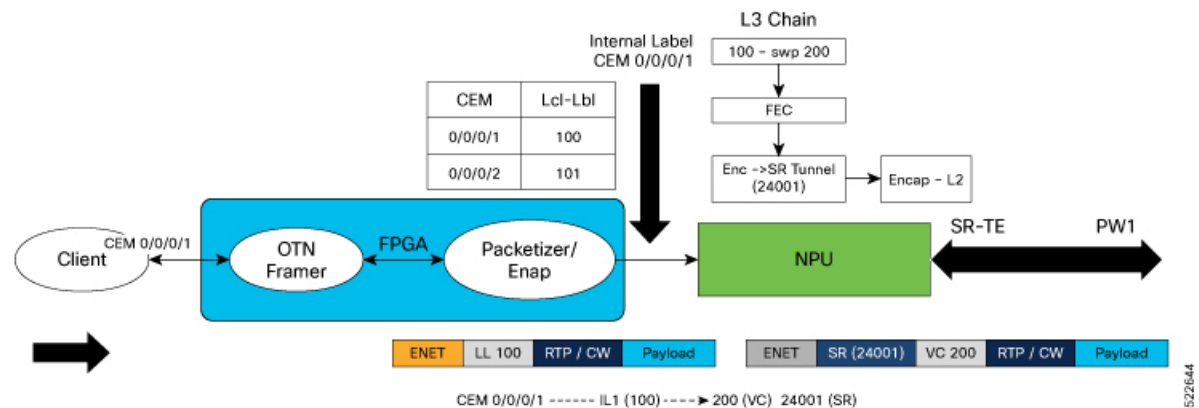 L3 Chain
Internal Label
CEM 0/0/0/1
100 - swp 200
CEM Lcl-Lbl
0/0/0/1 100
0/0/0/2 101
FEC
Enc ->SR Tunnel
(24001)
Encap - L2
Client
CEM 0/0/0/1
OTN
Framer
FPGA
Packetizer/
Enap
NPU
SR-TE
PW1
ENET LL 100 RTP / CW Payload
ENET SR (24001) VC 200 RTP / CW Payload
CEM 0/0/0/1 ------ IL1 (100) ----> 200 (VC) 24001 (SR)
522644